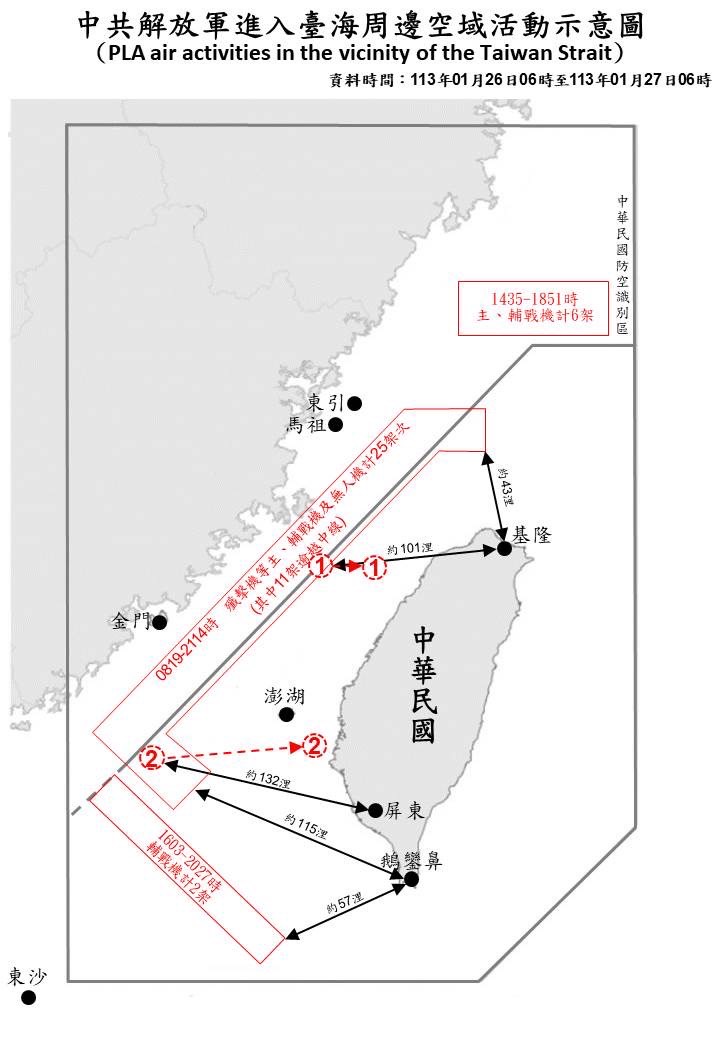 中共解放軍進入臺海周邊空域活動示意圖
（PLA air activities in the vicinity of the Taiwan Strait）
資料時間：113年01月26日06時至113年01月27日06時
中華民國防空識別區
1435-1851時
主、輔戰機計6架
東引
馬祖
0819-2114時 殲擊機等主、輔戰機及無人機計25架次
(其中11架逾越中線)
約43浬
基隆
約101浬
1
1
金門
中華民國
澎湖
2
2
約132浬
屏東
約115浬
鵝鑾鼻
1603-2027時
輔戰機計2架
約57浬
東沙